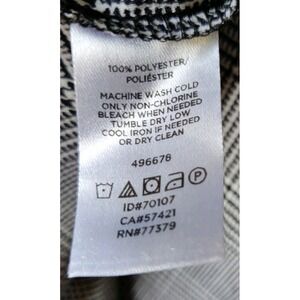 100% POLYESTER/
POLIÉSTER
MACHINE WASH COLD
ONLY NON-CHLORINE
BLEACH WHEN NEEDED
TUMBLE DRY LOW
COOL IRON IF NEEDED
OR DRY CLEAN
496678
P
ID#70107
CA#57421
RN#77379